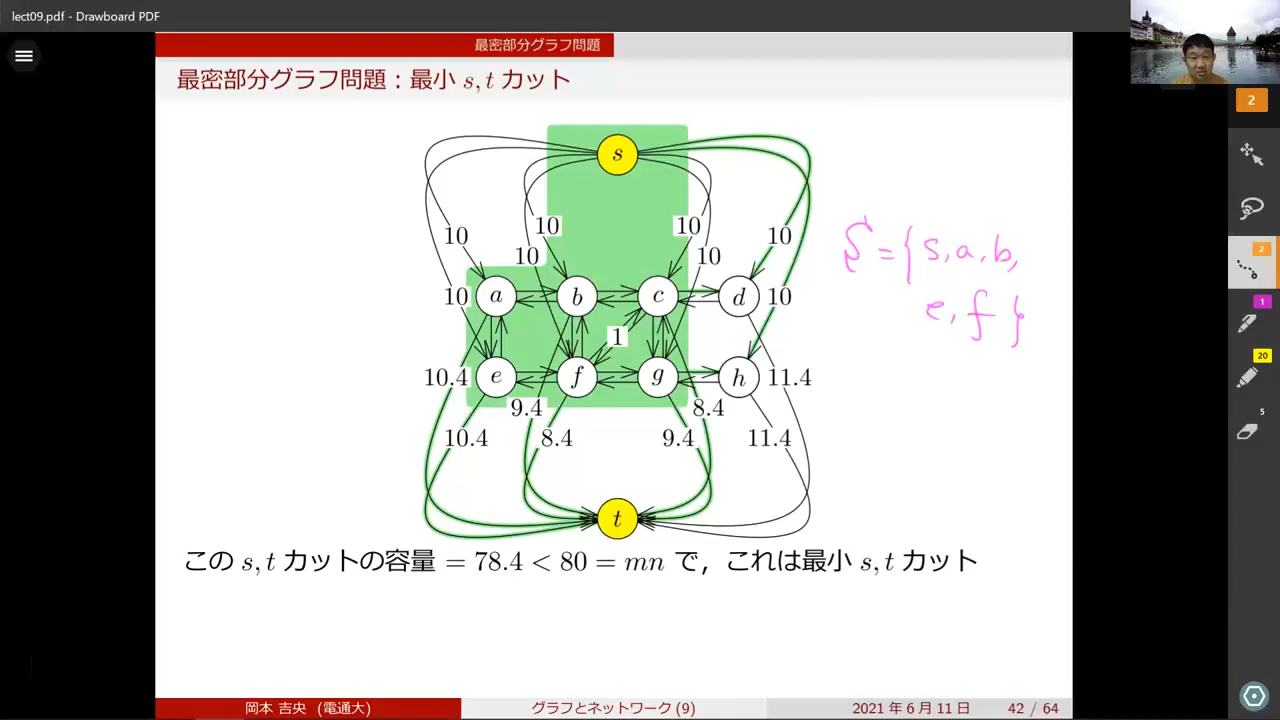 lect09.pdf - Drawboard PDF
最密部分グラフ問題
最密部分グラフ問題：最小 s, t カット
s
10
10
10
10
10
10
10
10
a
b
c
d
1
e
f
g
h
10.4
11.4
9.4
8.4
10.4
8.4
9.4
11.4
t
S = { s, a, b,
e, f }
この s, t カットの容量 = 78.4 < 80 = mn で，これは最小 s, t カット
岡本 吉央 (電通大)
グラフとネットワーク (9)
2021 年 6 月 11 日
42 / 64
2
2
1
20
5